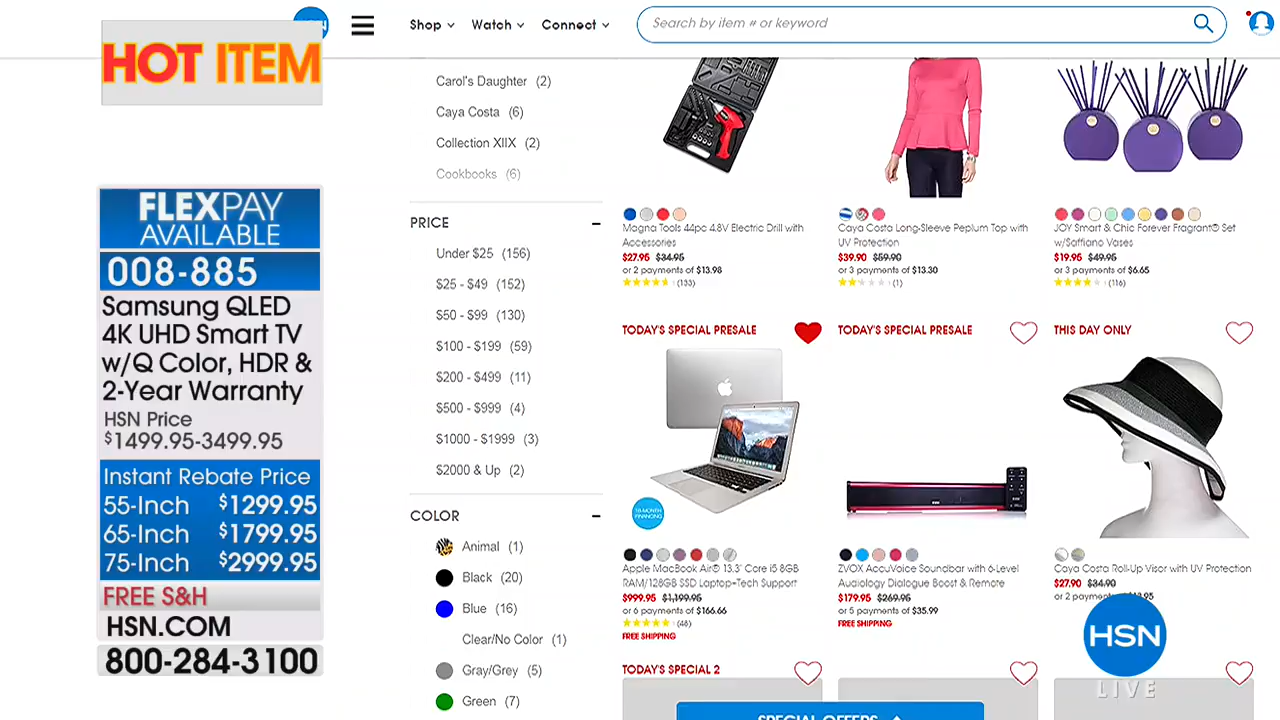 HOT ITEM
FLEXPAY
AVAILABLE
008-885
Samsung QLED
4K UHD Smart TV
w/Q Color, HDR &
2-Year Warranty
HSN Price
$1499.95-3499.95
Instant Rebate Price
55-Inch $1299.95
65-Inch $1799.95
75-Inch $2999.95
FREE S&H
HSN.COM
800-284-3100
Shop Watch Connect
Search by item # or keyword
Carol's Daughter (2)
Caya Costa (6)
Collection XIIX (2)
Cookbooks (6)
PRICE
Under $25 (156)
$25 - $49 (152)
$50 - $99 (130)
$100 - $199 (59)
$200 - $499 (11)
$500 - $999 (4)
$1000 - $1999 (3)
$2000 & Up (2)
COLOR
Animal (1)
Black (20)
Blue (16)
Clear/No Color (1)
Gray/Grey (5)
Green (7)
Magna Tools 44pc 4.8V Electric Drill with
Accessories
$27.95 $34.95
or 2 payments of $13.98
(133)
Caya Costa Long-Sleeve Peplum Top with
UV Protection
$39.90 $59.90
or 3 payments of $13.30
(1)
JOY Smart & Chic Forever Fragrant® Set
w/Saffiano Vases
$19.95 $49.95
or 3 payments of $6.65
(116)
TODAY'S SPECIAL PRESALE
18-MONTH
FINANCING
Apple MacBook Air® 13.3" Core i5 8GB
RAM/128GB SSD Laptop+Tech Support
$999.95 $1,199.95
or 6 payments of $166.66
(48)
FREE SHIPPING
TODAY'S SPECIAL PRESALE
ZVOX AccuVoice Soundbar with 6-Level
Audiology Dialogue Boost & Remote
$179.95 $269.95
or 5 payments of $35.99
FREE SHIPPING
THIS DAY ONLY
Caya Costa Roll-Up Visor with UV Protection
$27.90 $34.90
or 2 payments
TODAY'S SPECIAL 2
SPECIAL OFFERS
HSN
LIVE